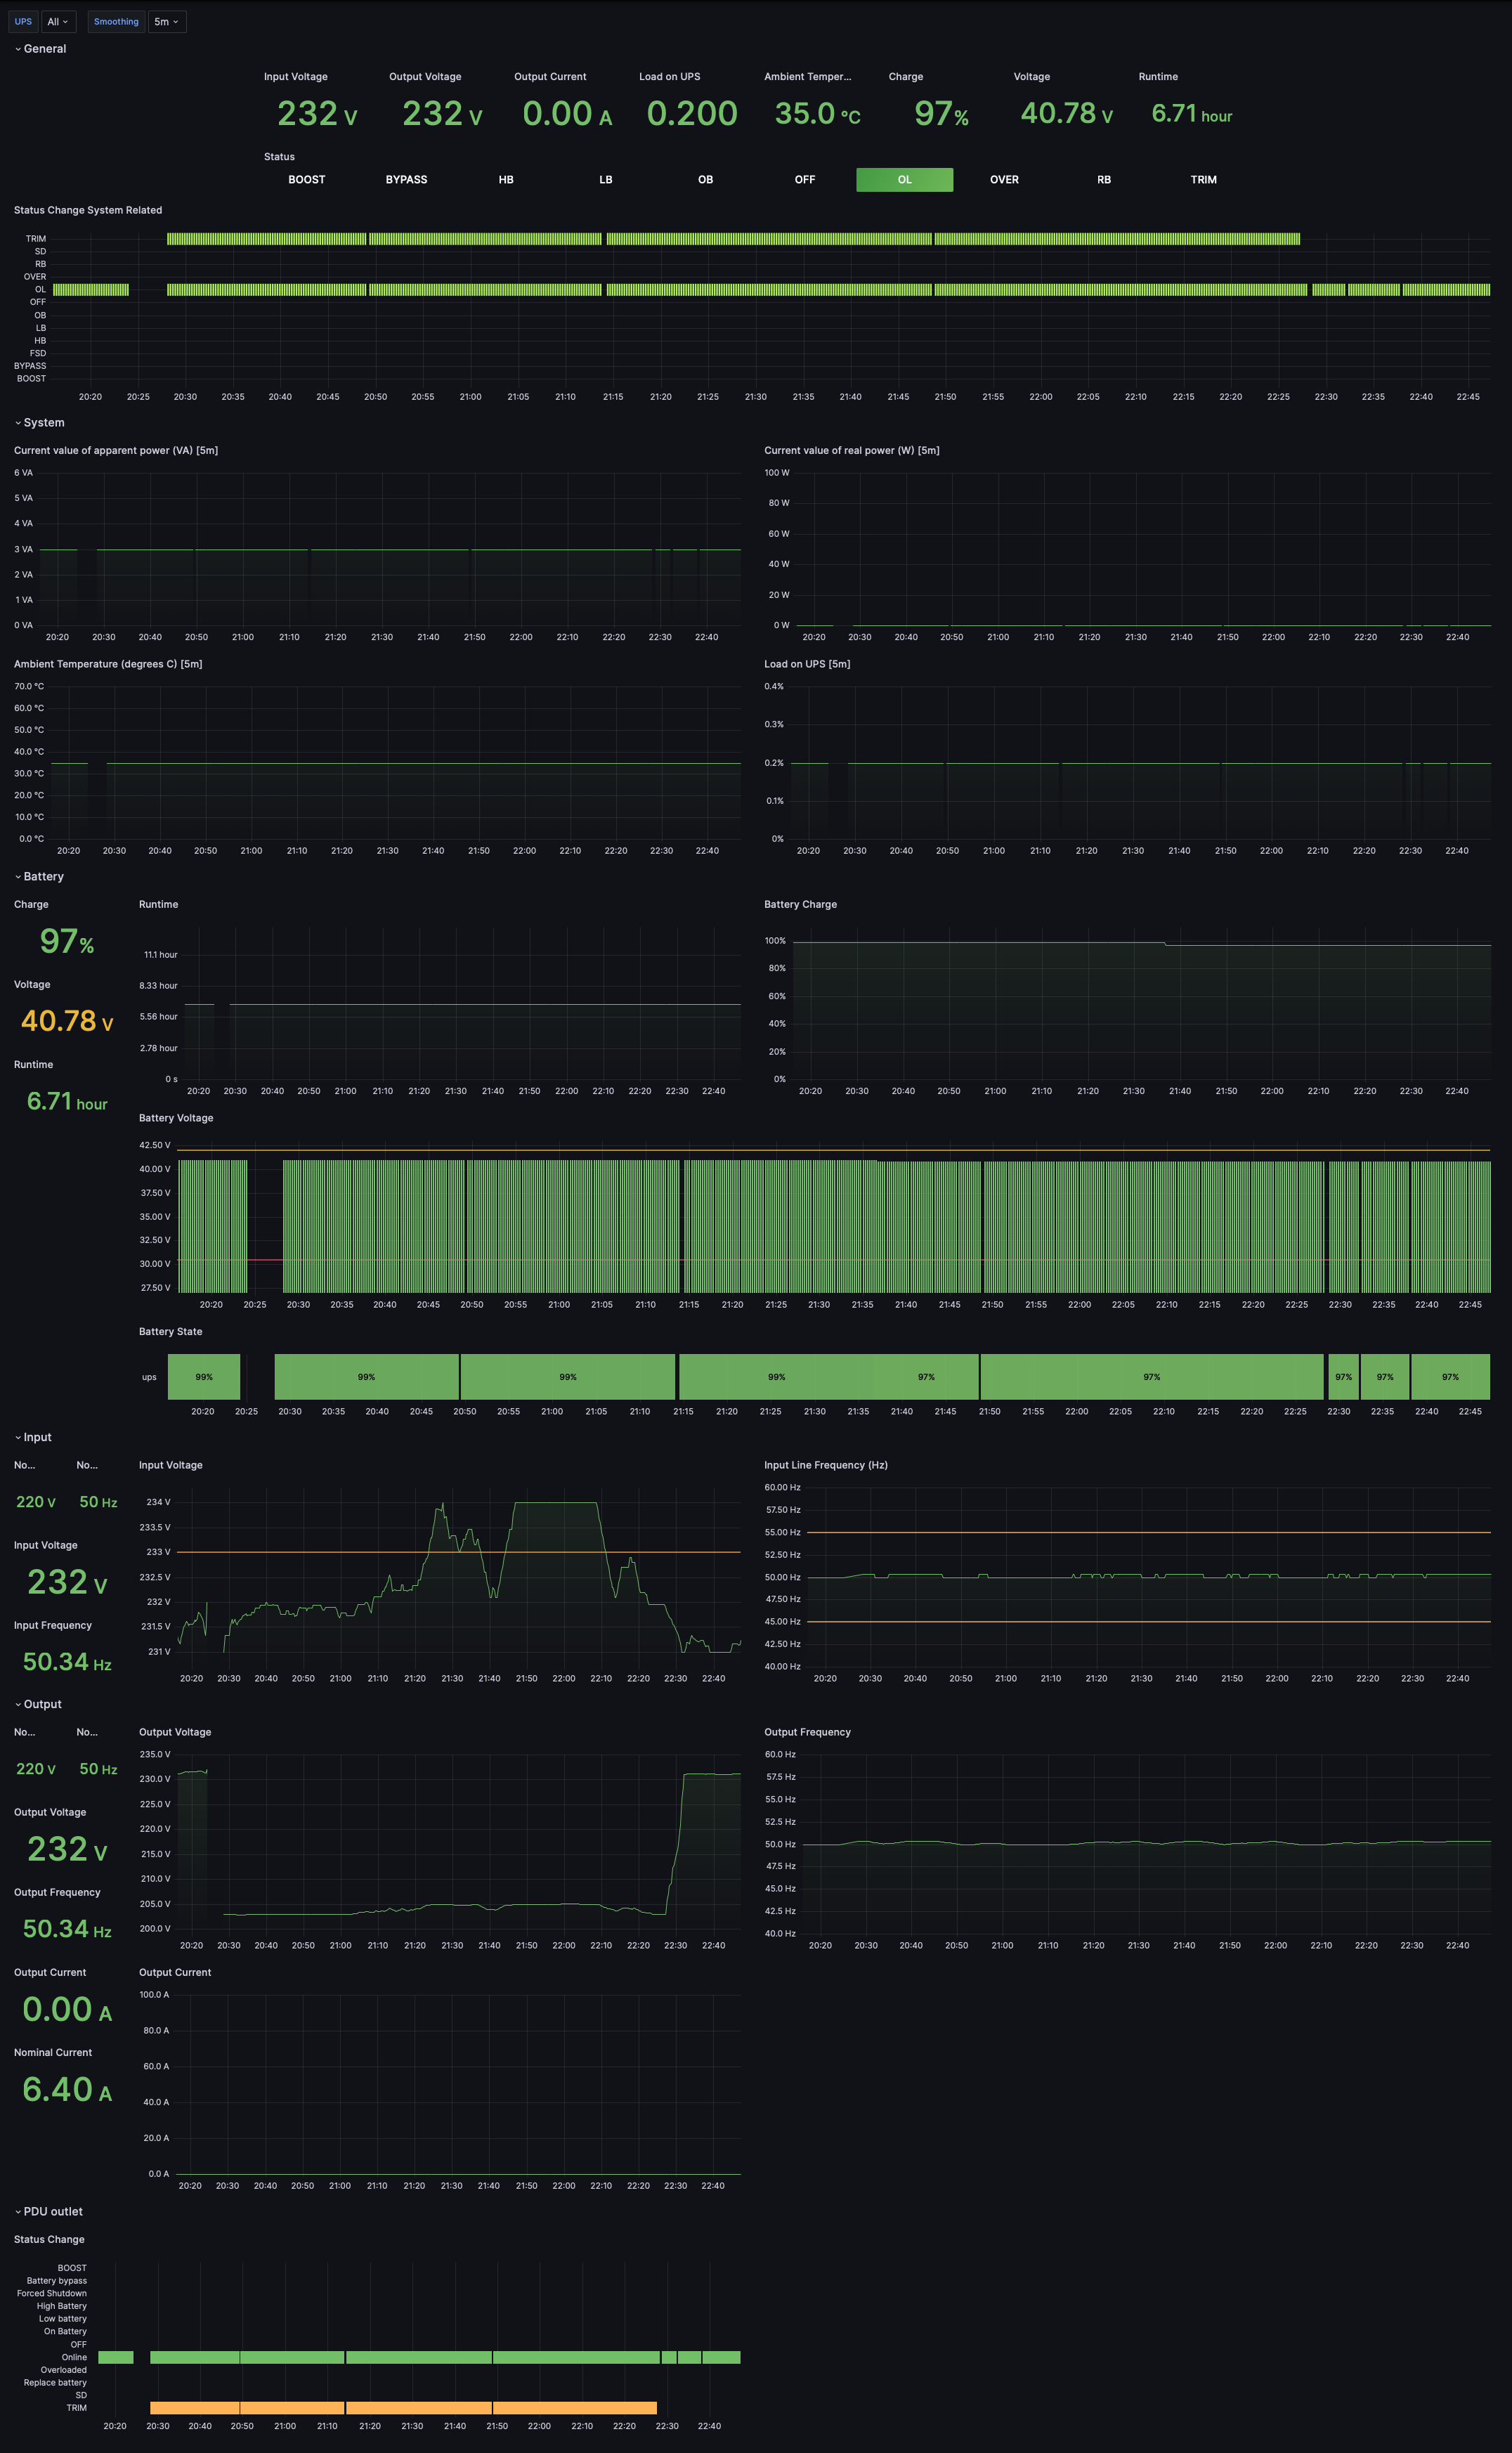 UPS All Smoothing 5m
General
Input Voltage Output Voltage Output Current Load on UPS Ambient Temper... Charge Voltage Runtime
232 V 232 V 0.00 A 0.200 35.0 °C 97% 40.78 V 6.71 hour
Status
BOOST BYPASS HB LB OB OFF OL OVER RB TRIM
Status Change System Related
TRIM
SD
RB
OVER
OL
OFF
OB
LB
HB
FSD
BYPASS
BOOST
20:20 20:25 20:30 20:35 20:40 20:45 20:50 20:55 21:00 21:05 21:10 21:15 21:20 21:25 21:30 21:35 21:40 21:45 21:50 21:55 22:00 22:05 22:10 22:15 22:20 22:25 22:30 22:35 22:40 22:45
System
Current value of apparent power (VA) [5m]
6 VA
5 VA
4 VA
3 VA
2 VA
1 VA
0 VA
20:20 20:30 20:40 20:50 21:00 21:10 21:20 21:30 21:40 21:50 22:00 22:10 22:20 22:30 22:40
Current value of real power (W) [5m]
100 W
80 W
60 W
40 W
20 W
0 W
20:20 20:30 20:40 20:50 21:00 21:10 21:20 21:30 21:40 21:50 22:00 22:10 22:20 22:30 22:40
Ambient Temperature (degrees C) [5m]
70.0 °C
60.0 °C
50.0 °C
40.0 °C
30.0 °C
20.0 °C
10.0 °C
0.0 °C
20:20 20:30 20:40 20:50 21:00 21:10 21:20 21:30 21:40 21:50 22:00 22:10 22:20 22:30 22:40
Load on UPS [5m]
0.4%
0.3%
0.2%
0.1%
0%
20:20 20:30 20:40 20:50 21:00 21:10 21:20 21:30 21:40 21:50 22:00 22:10 22:20 22:30 22:40
Battery
Charge
97%
Voltage
40.78 V
Runtime
6.71 hour
Runtime
11.1 hour
8.33 hour
5.56 hour
2.78 hour
0 s
20:20 20:30 20:40 20:50 21:00 21:10 21:20 21:30 21:40 21:50 22:00 22:10 22:20 22:30 22:40
Battery Charge
100%
80%
60%
40%
20%
0%
20:20 20:30 20:40 20:50 21:00 21:10 21:20 21:30 21:40 21:50 22:00 22:10 22:20 22:30 22:40
Battery Voltage
42.50 V
40.00 V
37.50 V
35.00 V
32.50 V
30.00 V
27.50 V
20:20 20:25 20:30 20:35 20:40 20:45 20:50 20:55 21:00 21:05 21:10 21:15 21:20 21:25 21:30 21:35 21:40 21:45 21:50 21:55 22:00 22:05 22:10 22:15 22:20 22:25 22:30 22:35 22:40 22:45
Battery State
ups 99% 99% 99% 99% 97% 97% 97% 97% 97%
20:20 20:25 20:30 20:35 20:40 20:45 20:50 20:55 21:00 21:05 21:10 21:15 21:20 21:25 21:30 21:35 21:40 21:45 21:50 21:55 22:00 22:05 22:10 22:15 22:20 22:25 22:30 22:35 22:40 22:45
Input
No... No...
220 V 50 Hz
Input Voltage
232 V
Input Frequency
50.34 Hz
Input Voltage
234 V
233.5 V
233 V
232.5 V
232 V
231.5 V
231 V
20:20 20:30 20:40 20:50 21:00 21:10 21:20 21:30 21:40 21:50 22:00 22:10 22:20 22:30 22:40
Input Line Frequency (Hz)
60.00 Hz
57.50 Hz
55.00 Hz
52.50 Hz
50.00 Hz
47.50 Hz
45.00 Hz
42.50 Hz
40.00 Hz
20:20 20:30 20:40 20:50 21:00 21:10 21:20 21:30 21:40 21:50 22:00 22:10 22:20 22:30 22:40
Output
No... No...
220 V 50 Hz
Output Voltage
232 V
Output Frequency
50.34 Hz
Output Voltage
235.0 V
230.0 V
225.0 V
220.0 V
215.0 V
210.0 V
205.0 V
200.0 V
20:20 20:30 20:40 20:50 21:00 21:10 21:20 21:30 21:40 21:50 22:00 22:10 22:20 22:30 22:40
Output Frequency
60.0 Hz
57.5 Hz
55.0 Hz
52.5 Hz
50.0 Hz
47.5 Hz
45.0 Hz
42.5 Hz
40.0 Hz
20:20 20:30 20:40 20:50 21:00 21:10 21:20 21:30 21:40 21:50 22:00 22:10 22:20 22:30 22:40
Output Current
0.00 A
Nominal Current
6.40 A
Output Current
100.0 A
80.0 A
60.0 A
40.0 A
20.0 A
0.0 A
20:20 20:30 20:40 20:50 21:00 21:10 21:20 21:30 21:40 21:50 22:00 22:10 22:20 22:30 22:40
PDU outlet
Status Change
BOOST
Battery bypass
Forced Shutdown
High Battery
Low battery
On Battery
OFF
Online
Overloaded
Replace battery
SD
TRIM
20:20 20:30 20:40 20:50 21:00 21:10 21:20 21:30 21:40 21:50 22:00 22:10 22:20 22:30 22:40